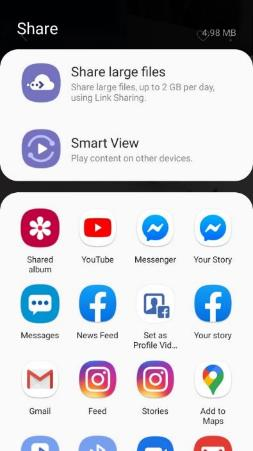 Share
4.98 MB
Share large files
Share large files, up to 2 GB per day,
using Link Sharing.
Smart View
Play content on other devices.
Shared album
YouTube
Messenger
Your Story
Messages
News Feed
Set as Profile Vid...
Your story
Gmail
Feed
Stories
Add to Maps